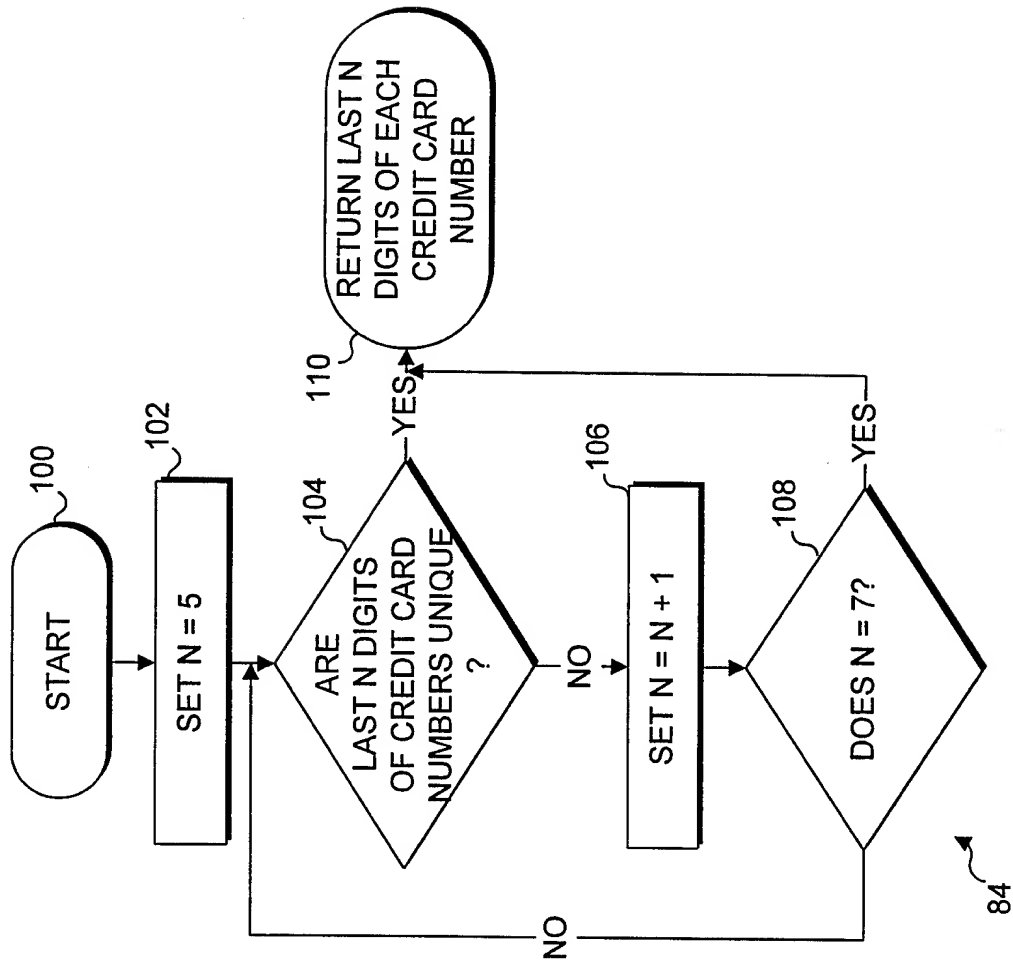 START
100
SET N = 5
102
ARE
LAST N DIGITS
OF CREDIT CARD
NUMBERS UNIQUE
?
104
YES
110
RETURN LAST N
DIGITS OF EACH
CREDIT CARD
NUMBER
NO
106
SET N = N + 1
108
DOES N = 7?
YES
NO
84